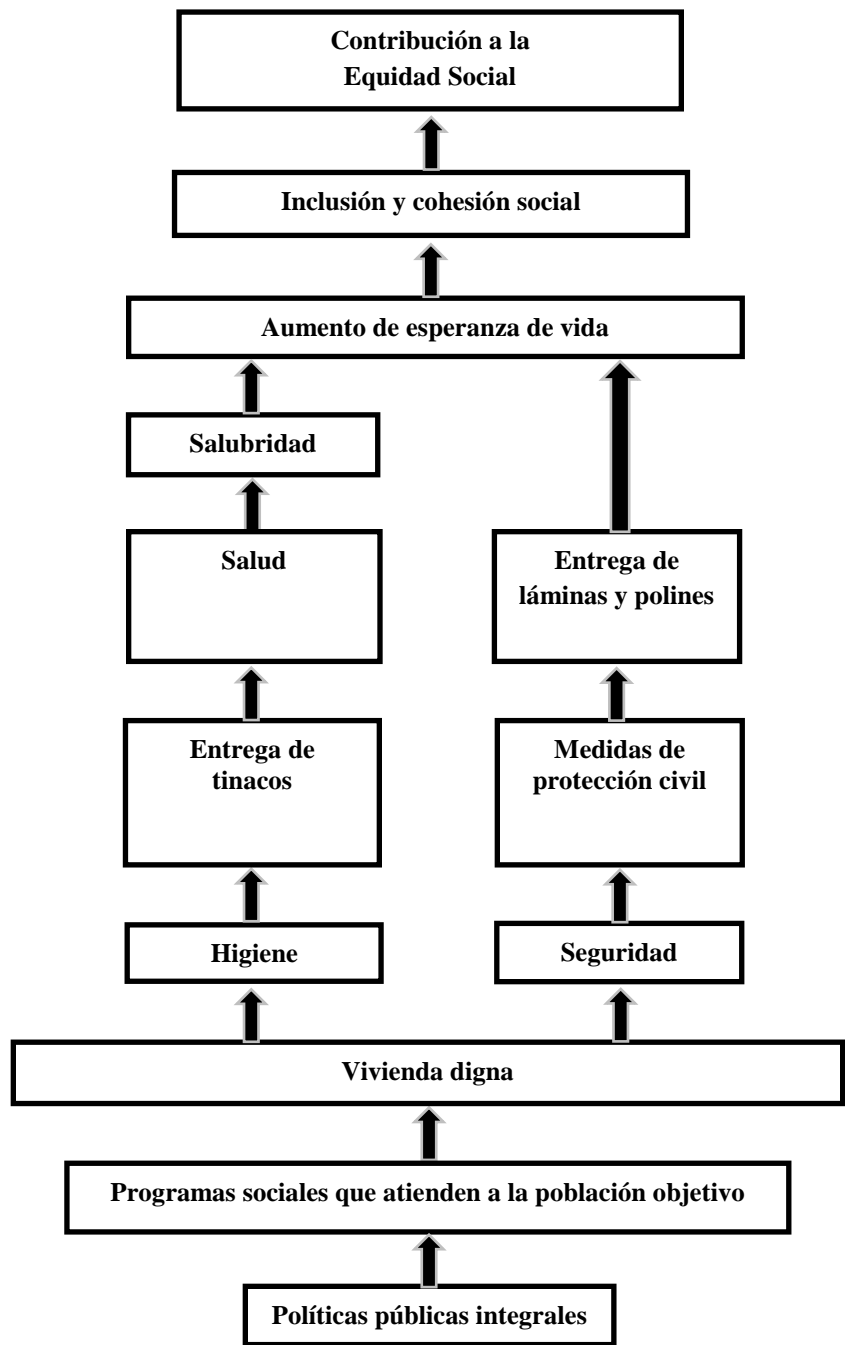 Contribución a la
Equidad Social
Inclusión y cohesión social
Aumento de esperanza de vida
Salubridad
Salud
Entrega de
láminas y polines
Entrega de
tinacos
Medidas de
protección civil
Higiene
Seguridad
Vivienda digna
Programas sociales que atienden a la población objetivo
Políticas públicas integrales